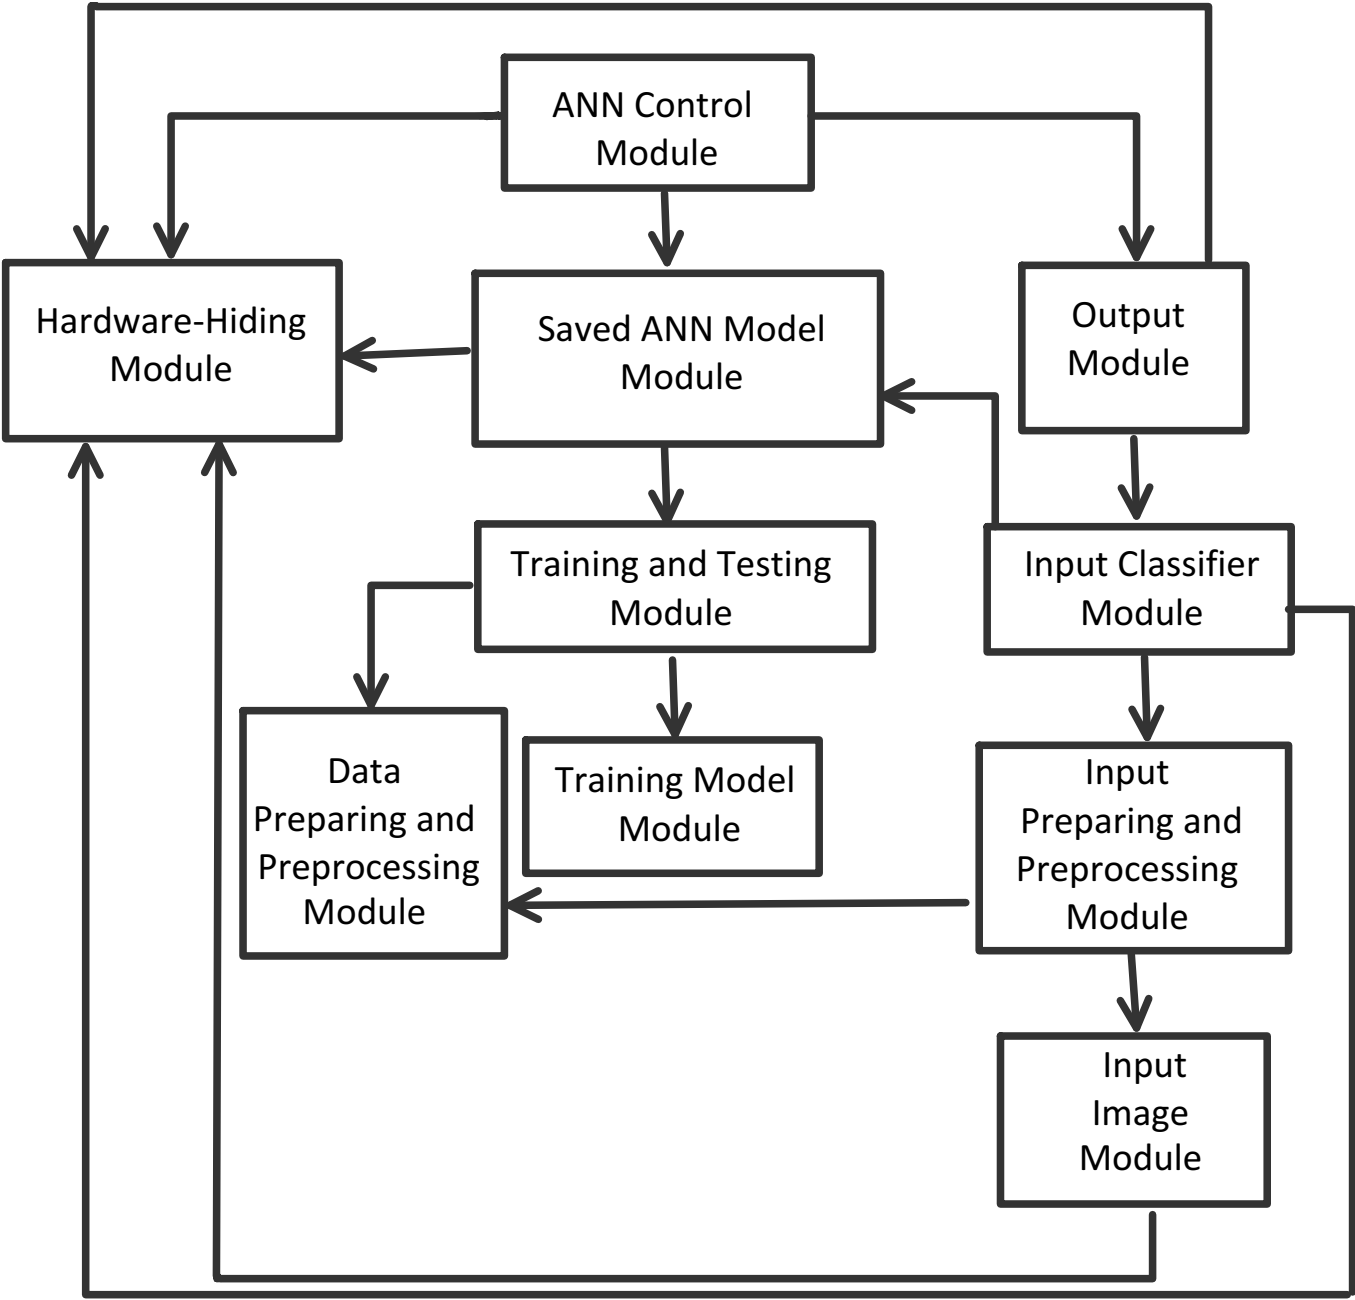 ANN Control
Module
Hardware-Hiding
Module
Saved ANN Model
Module
Output
Module
Training and Testing
Module
Input Classifier
Module
Data
Preparing and
Preprocessing
Module
Training Model
Module
Input
Preparing and
Preprocessing
Module
Input
Image
Module